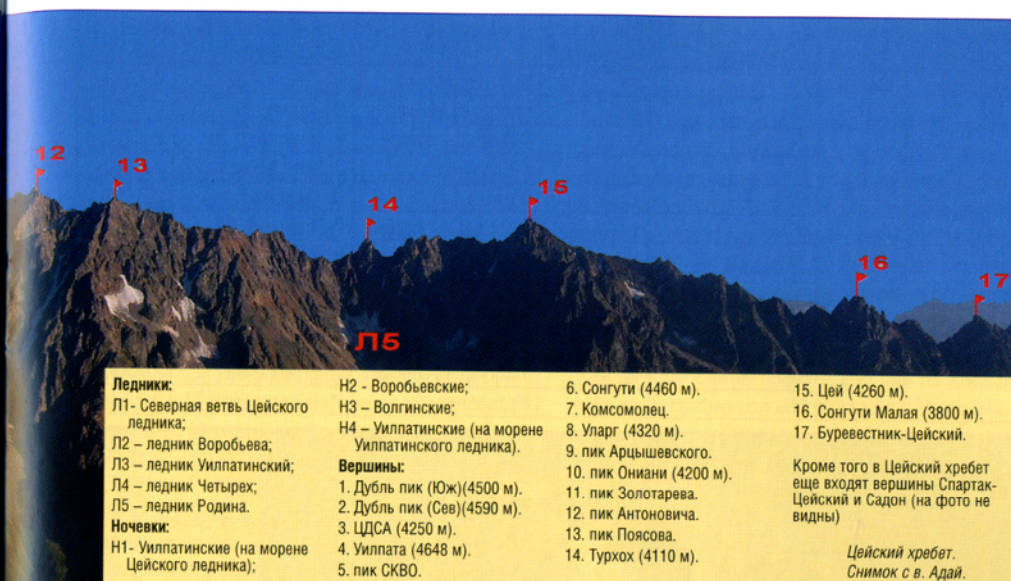 12
13
14
15
16
17
Л5
Ледники:
Л1- Северная ветвь Цейского
ледника;
Л2 – ледник Воробьева;
Л3 – ледник Уилпатинский;
Л4 – ледник Четырех;
Л5 – ледник Родина.
Ночевки:
Н1- Уилпатинские (на морене
Цейского ледника);
Н2 - Воробьевские;
Н3 – Волгинские;
Н4 – Уилпатинские (на морене
Уилпатинского ледника).
Вершины:
1. Дубль пик (Юж)(4500 м).
2. Дубль пик (Сев)(4590 м).
3. ЦДСА (4250 м).
4. Уилпата (4648 м).
5. пик СКВО.
6. Сонгути (4460 м).
7. Комсомолец.
8. Уларг (4320 м).
9. пик Арцышевского.
10. пик Ониани (4200 м).
11. пик Золотарева.
12. пик Антоновича.
13. пик Поясова.
14. Турхох (4110 м).
15. Цей (4260 м).
16. Сонгути Малая (3800 м).
17. Буревестник-Цейский.
Кроме того в Цейский хребет
еще входят вершины Спартак-
Цейский и Садон (на фото не
видны)
Цейский хребет.
Снимок с в. Адай.